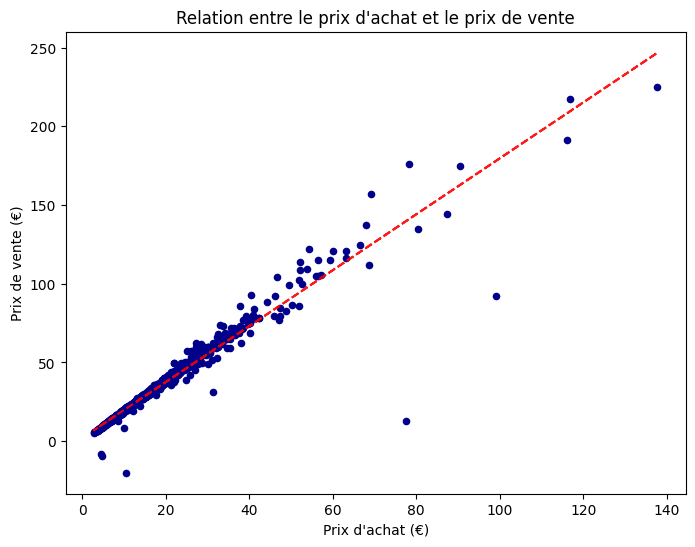 Relation entre le prix d'achat et le prix de vente
250
200
150
100
50
0
Prix de vente (€)
0 20 40 60 80 100 120 140
Prix d'achat (€)